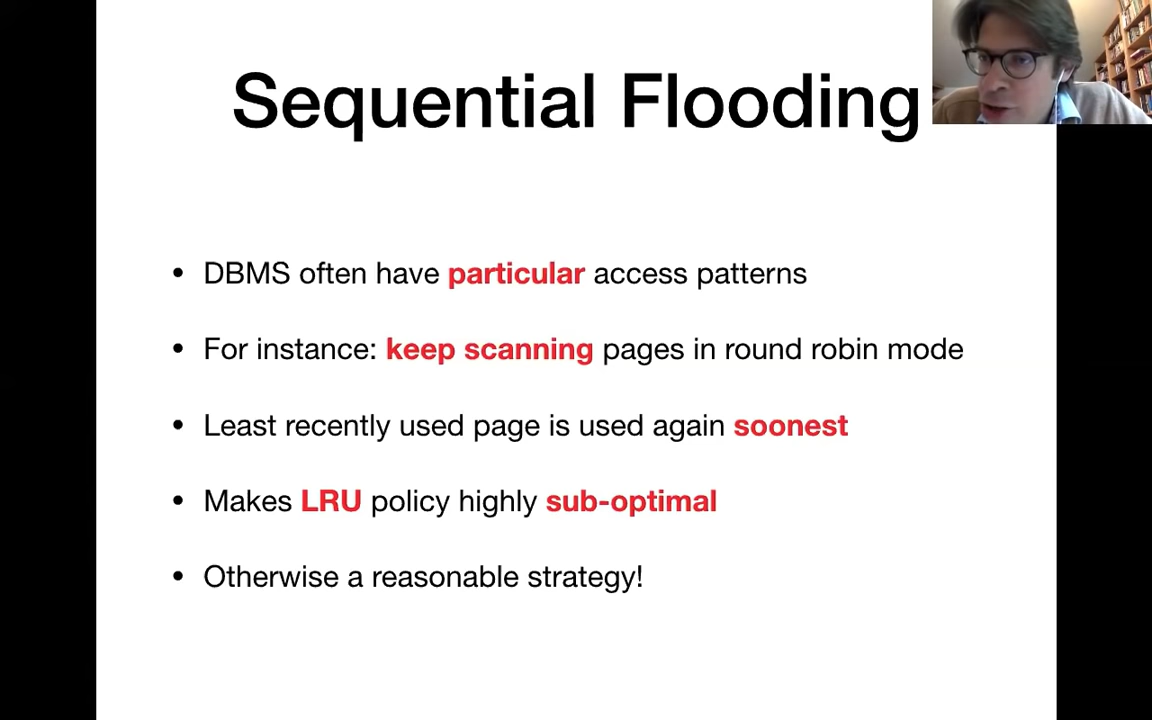 Sequential Flooding
• DBMS often have particular access patterns
• For instance: keep scanning pages in round robin mode
• Least recently used page is used again soonest
• Makes LRU policy highly sub-optimal
• Otherwise a reasonable strategy!